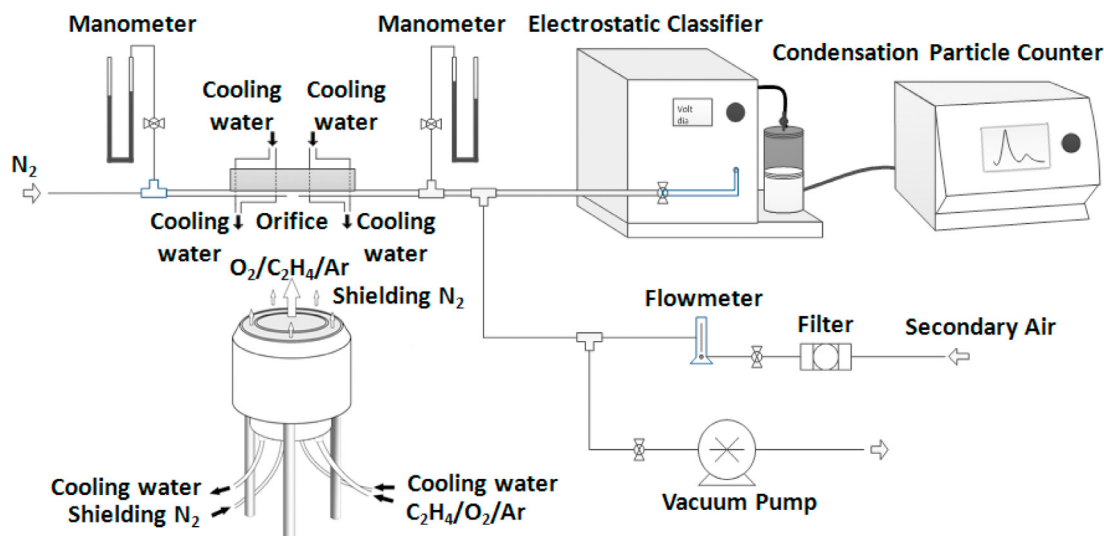 Manometer
Manometer
Electrostatic Classifier
Condensation Particle Counter
Cooling
water
Cooling
water
Volt
dia
N₂
Cooling
water
Orifice
Cooling
water
O₂/C₂H₄/Ar
Shielding N₂
Flowmeter
Filter
Secondary Air
Cooling water
Shielding N₂
Cooling water
C₂H₄/O₂/Ar
Vacuum Pump